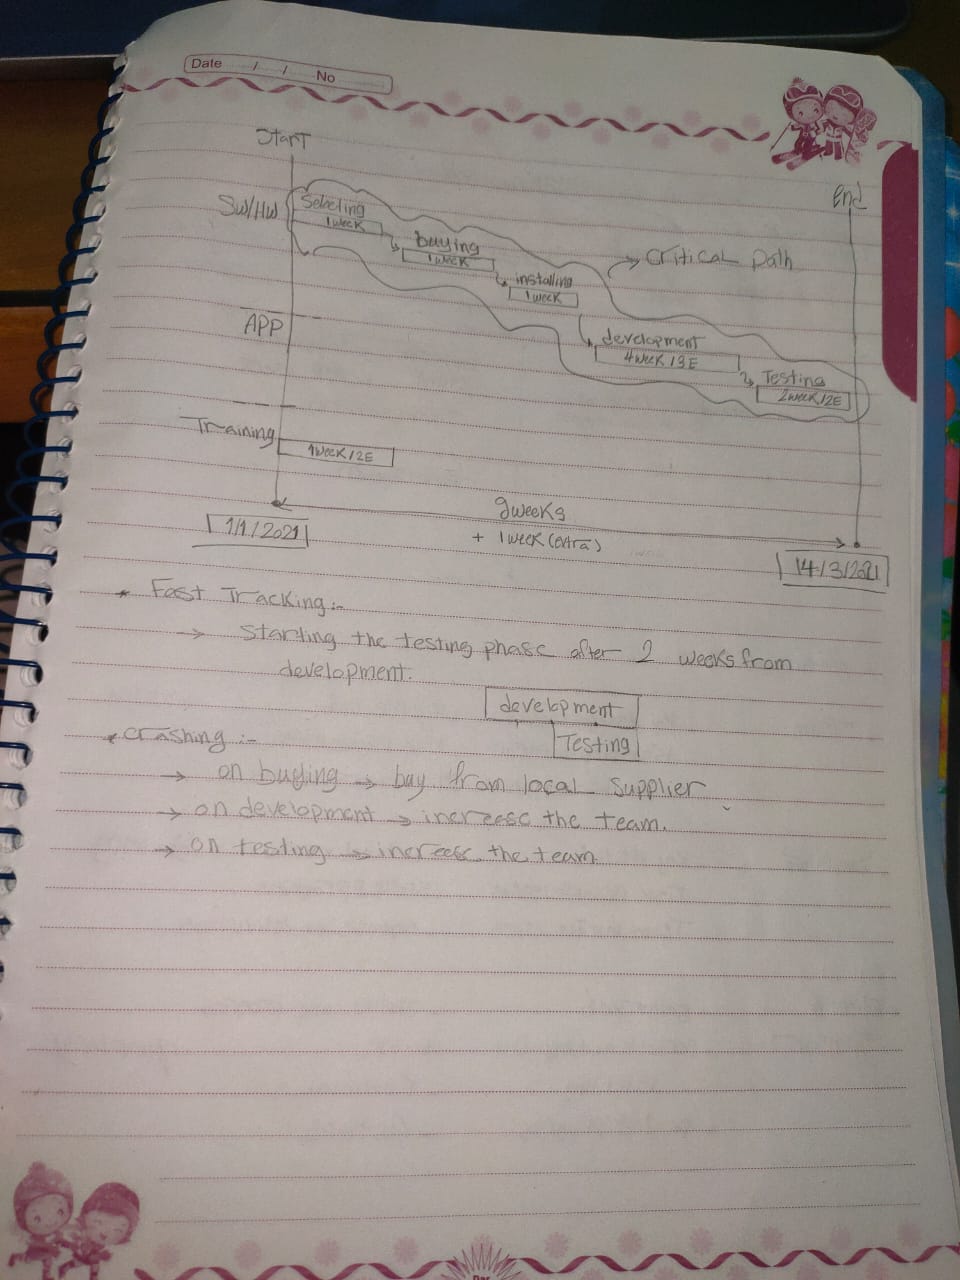 Date / / No
Start
End
SW/HW
Selecting
1 week
buying
1 week
installing
1 week
critical path
APP
development
4 week / 3E
Testing
2 week / 2E
Training
1 week / 2E
9 weeks
+ 1 week (extra)
1/1/2021
14/3/2021
* Fast Tracking:-
→ Starting the testing phase after 2 weeks from
development.
development
Testing
* crashing :-
→ on buying → buy from local supplier
→ on development → increese the team.
→ on testing → increese the team.